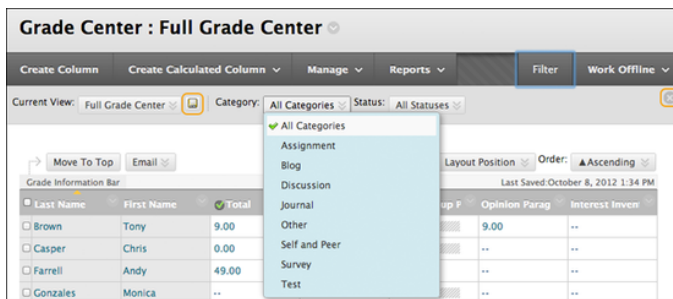 Grade Center : Full Grade Center
Create Column Create Calculated Column Manage Reports Filter Work Offline
Current View: Full Grade Center Category: All Categories Status: All Statuses
All Categories
Assignment
Blog
Discussion
Journal
Other
Self and Peer
Survey
Test
Move To Top Email Layout Position Order: ▲Ascending
Grade Information Bar Last Saved:October 8, 2012 1:34 PM
Last Name First Name Total up F Opinion Parag Interest Inven
Brown Tony 9.00 9.00 --
Casper Chris 0.00 -- --
Farrell Andy 49.00 -- --
Gonzales Monica -- -- --